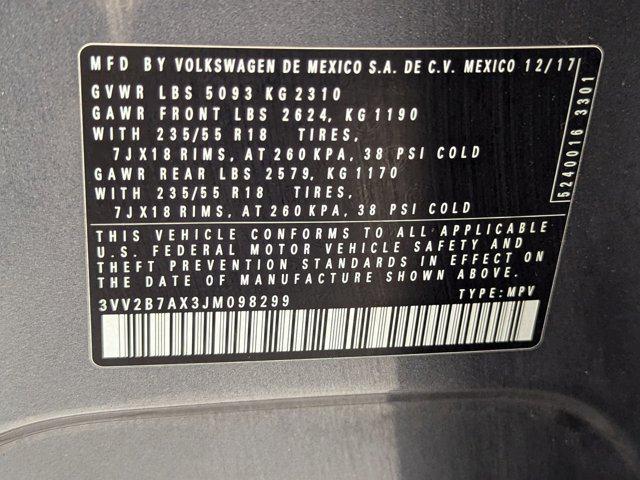 MFD BY VOLKSWAGEN DE MEXICO S.A. DE C.V. MEXICO 12/17
GVWR LBS 5093 KG 2310
GAWR FRONT LBS 2624, KG 1190
WITH 235/55 R18 TIRES,
7JX18 RIMS, AT 260 KPA, 38 PSI COLD
GAWR REAR LBS 2579, KG 1170
WITH 235/55 R18 TIRES,
7JX18 RIMS, AT 260 KPA, 38 PSI COLD
5240016 3301
THIS VEHICLE CONFORMS TO ALL APPLICABLE
U.S. FEDERAL MOTOR VEHICLE SAFETY AND
THEFT PREVENTION STANDARDS IN EFFECT ON
THE DATE OF MANUFACTURE SHOWN ABOVE.
3VV2B7AX3JM098299 TYPE: MPV